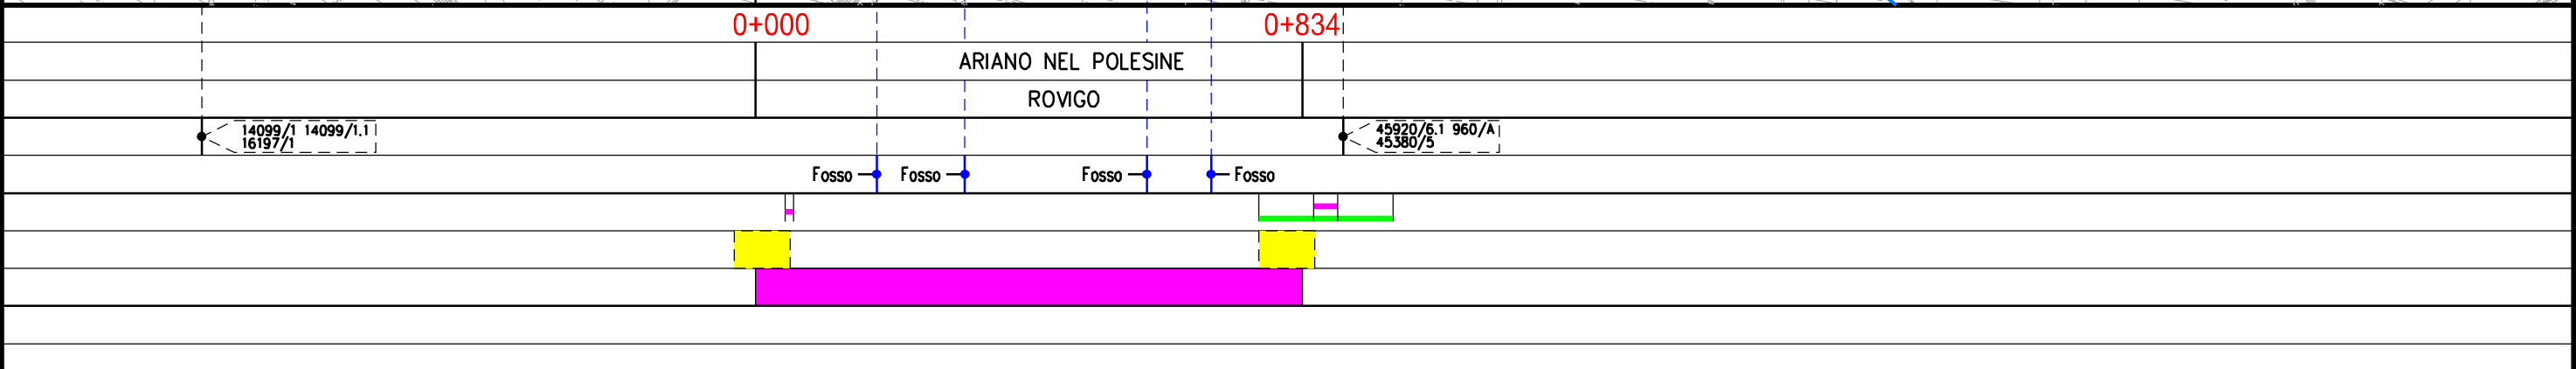 0+000 0+834
ARIANO NEL POLESINE
ROVIGO
14099/1 14099/1.1
16197/1
45920/6.1 960/A
45380/5
Fosso Fosso Fosso Fosso